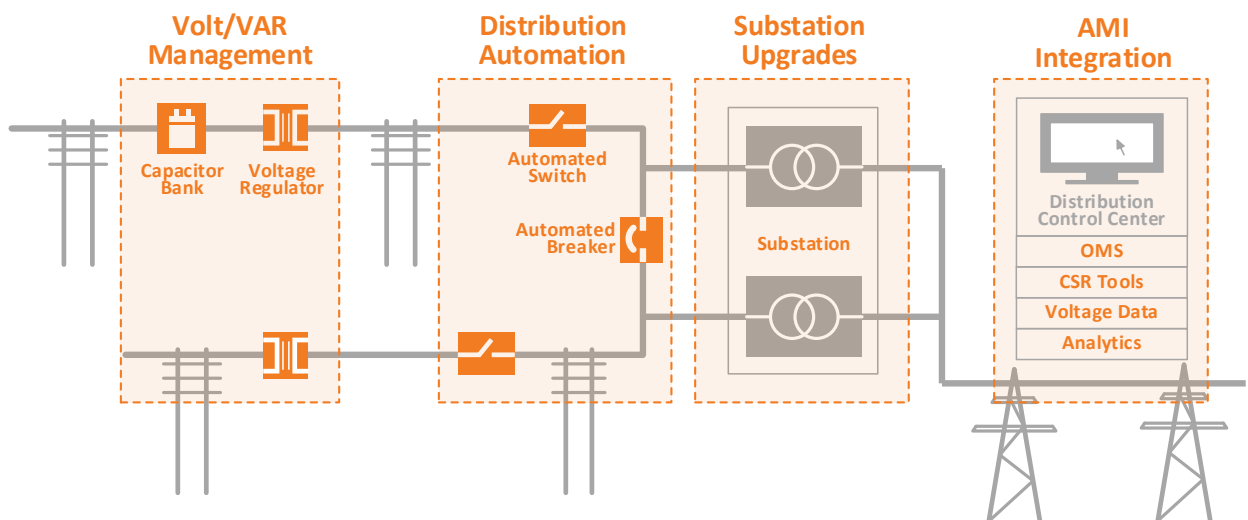 Volt/VAR
Management
Distribution
Automation
Substation
Upgrades
AMI
Integration
Capacitor
Bank
Voltage
Regulator
Automated
Switch
Automated
Breaker
Substation
Distribution
Control Center
OMS
CSR Tools
Voltage Data
Analytics